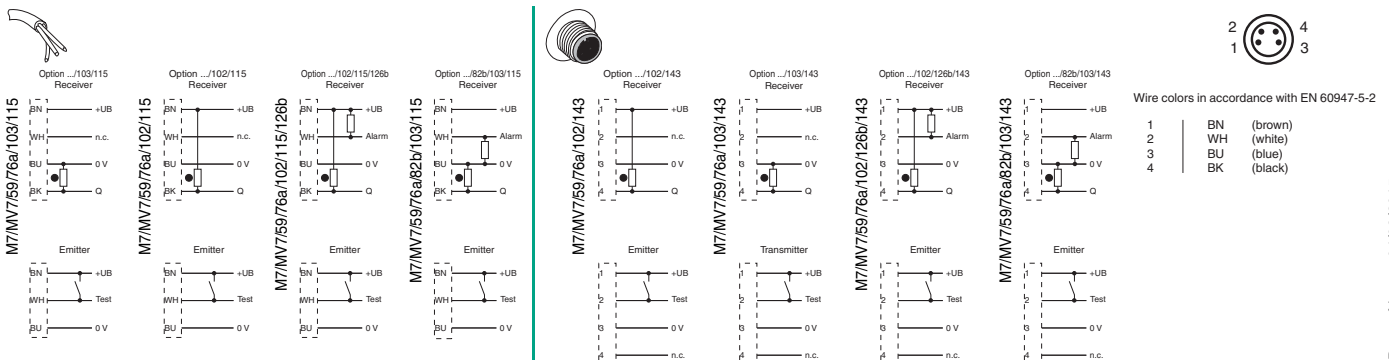 Option .../103/115
Receiver
M7/MV7/59/76a/103/115
BN +UB
WH n.c.
BU 0 V
BK Q
Emitter
BN +UB
WH Test
BU 0 V
Option .../102/115
Receiver
M7/MV7/59/76a/102/115
BN +UB
WH n.c.
BU 0 V
BK Q
Emitter
BN +UB
WH Test
BU 0 V
Option .../102/115/126b
Receiver
M7/MV7/59/76a/102/115/126b
BN +UB
WH Alarm
BU 0 V
BK Q
Emitter
BN +UB
WH Test
BU 0 V
Option .../82b/103/115
Receiver
M7/MV7/59/76a/82b/103/115
BN +UB
WH Alarm
BU 0 V
BK Q
Emitter
BN +UB
WH Test
BU 0 V
Option .../102/143
Receiver
M7/MV7/59/76a/102/143
1 +UB
2 n.c.
3 0 V
4 Q
Emitter
1 +UB
2 Test
3 0 V
4 n.c.
Option .../103/143
Receiver
M7/MV7/59/76a/103/143
1 +UB
2 n.c.
3 0 V
4 Q
Transmitter
1 +UB
2 Test
3 0 V
4 n.c.
Option .../102/126b/143
Receiver
M7/MV7/59/76a/102/126b/143
1 +UB
2 Alarm
3 0 V
4 Q
Emitter
1 +UB
2 Test
3 0 V
4 n.c.
Option .../82b/103/143
Receiver
M7/MV7/59/76a/82b/103/143
1 +UB
2 Alarm
3 0 V
4 Q
Emitter
1 +UB
2 Test
3 0 V
4 n.c.
2 4
1 3
Wire colors in accordance with EN 60947-5-2
1 BN (brown)
2 WH (white)
3 BU (blue)
4 BK (black)